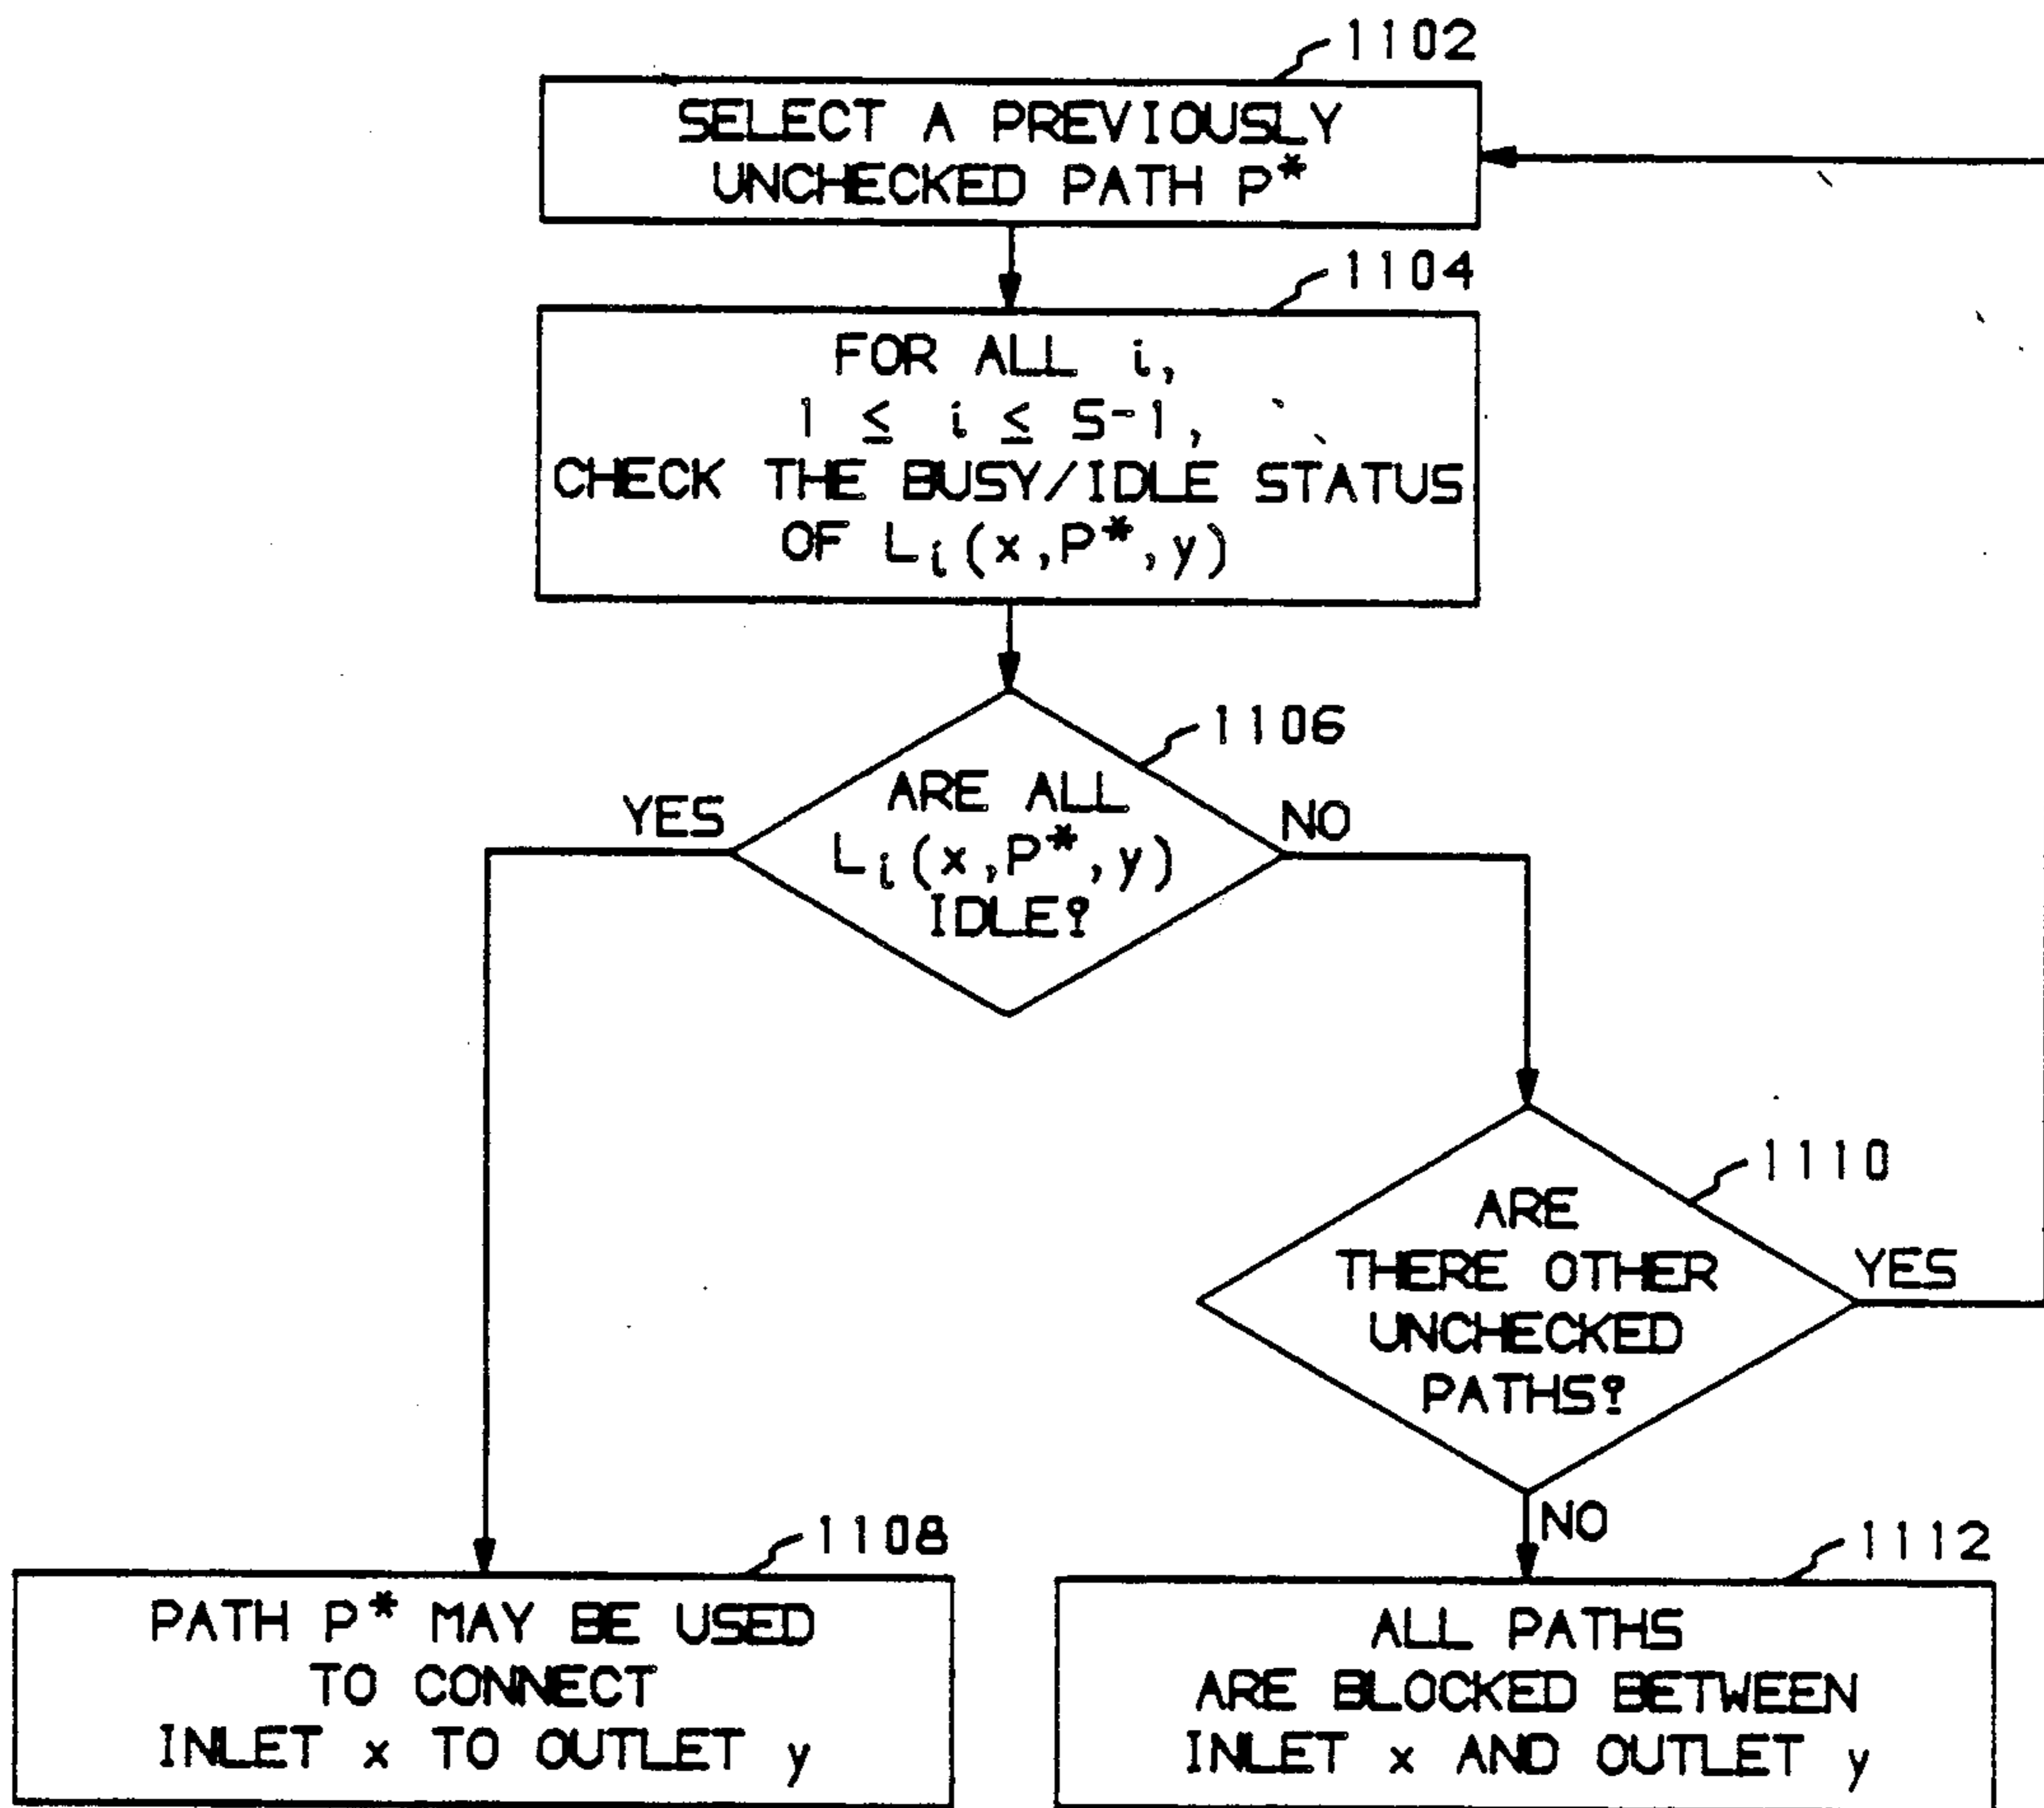 1102
SELECT A PREVIOUSLY
UNCHECKED PATH P*
1104
FOR ALL i,
1 ≤ i ≤ S-1,
CHECK THE BUSY/IDLE STATUS
OF Li(x,P*,y)
1106
ARE ALL
Li(x,P*,y)
IDLE?
YES
NO
1110
ARE
THERE OTHER
UNCHECKED
PATHS?
YES
NO
1108
PATH P* MAY BE USED
TO CONNECT
INLET x TO OUTLET y
1112
ALL PATHS
ARE BLOCKED BETWEEN
INLET x AND OUTLET y